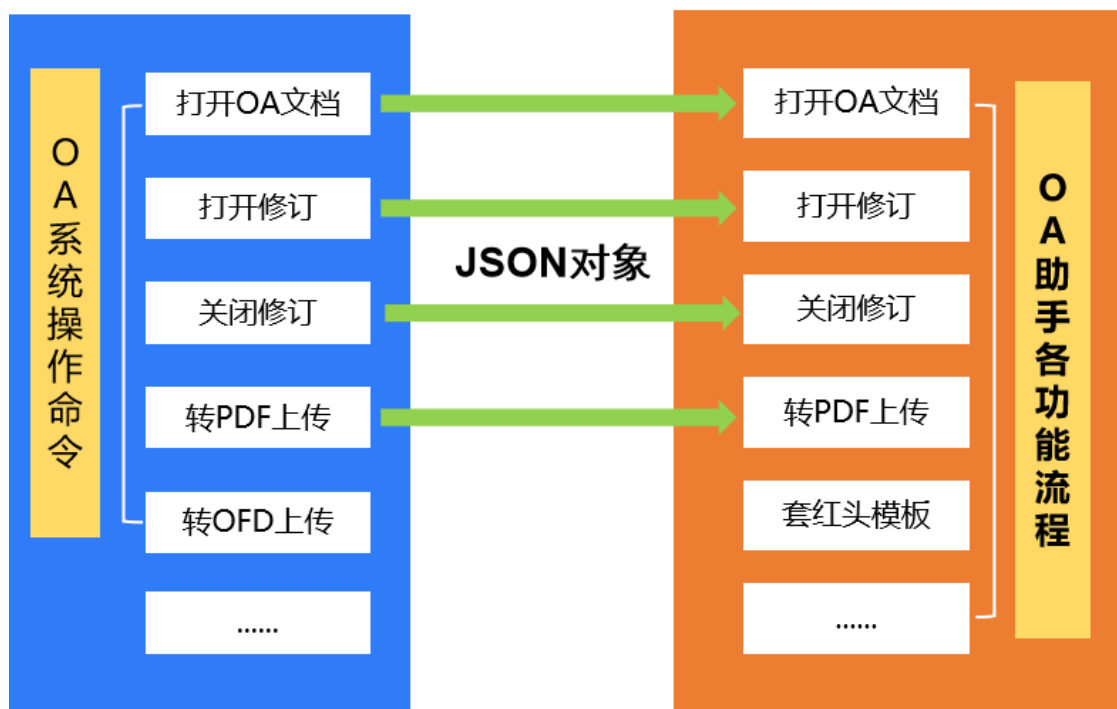 OA系统操作命令
打开OA文档
打开修订
关闭修订
转PDF上传
转OFD上传
......
JSON对象
打开OA文档
打开修订
关闭修订
转PDF上传
套红头模板
......
OA助手各功能流程